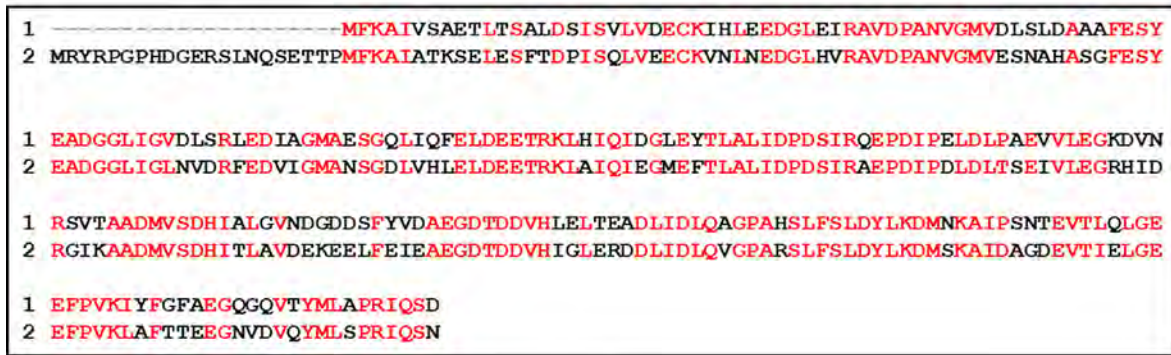 1 ---------------------MFKAIVSAETLTSALDSISVLVDECKIHLEEDGLEIRAVDPANVGMVDLSLDAAAFESY
2 MRYRPGPHDGERSLNQSETTPMFKAIATKSELESFTDPISQLVEECKVNLNEDGLHVRAVDPANVGMVESNAHASGFESY
1 EADGGLIGVDLSRLEDIAGMAESGQLIQFELDEETRKLHIQIDGLEYTLALIDPDSIRQEPDIPELDLPAEVVLEGKDVN
2 EADGGLIGLNVDRFEDVIGMANSGDLVHLELDEETRKLAIQIEGMEFTLALIDPDSIRAEPDIPDLDLTSEIVLEGRHID
1 RSVTAADMVSDHIALGVNDGDDSFYVDAEGDTDDVHLELTEADLIDLQAGPAHSLFSLDYLKDMNKAIPSNTEVTLQLGE
2 RGIKAADMVSDHITLAVDEKEELFEIEAEGDTDDVHIGLERDDLIDLQVGPARSLFSLDYLKDMSKAIDAGDEVTIELGE
1 EFPVKIYFGFAEGQGQVTYMLAPRIQSD
2 EFPVKLAFTTEEGNVDVQYMLSPRIQSN